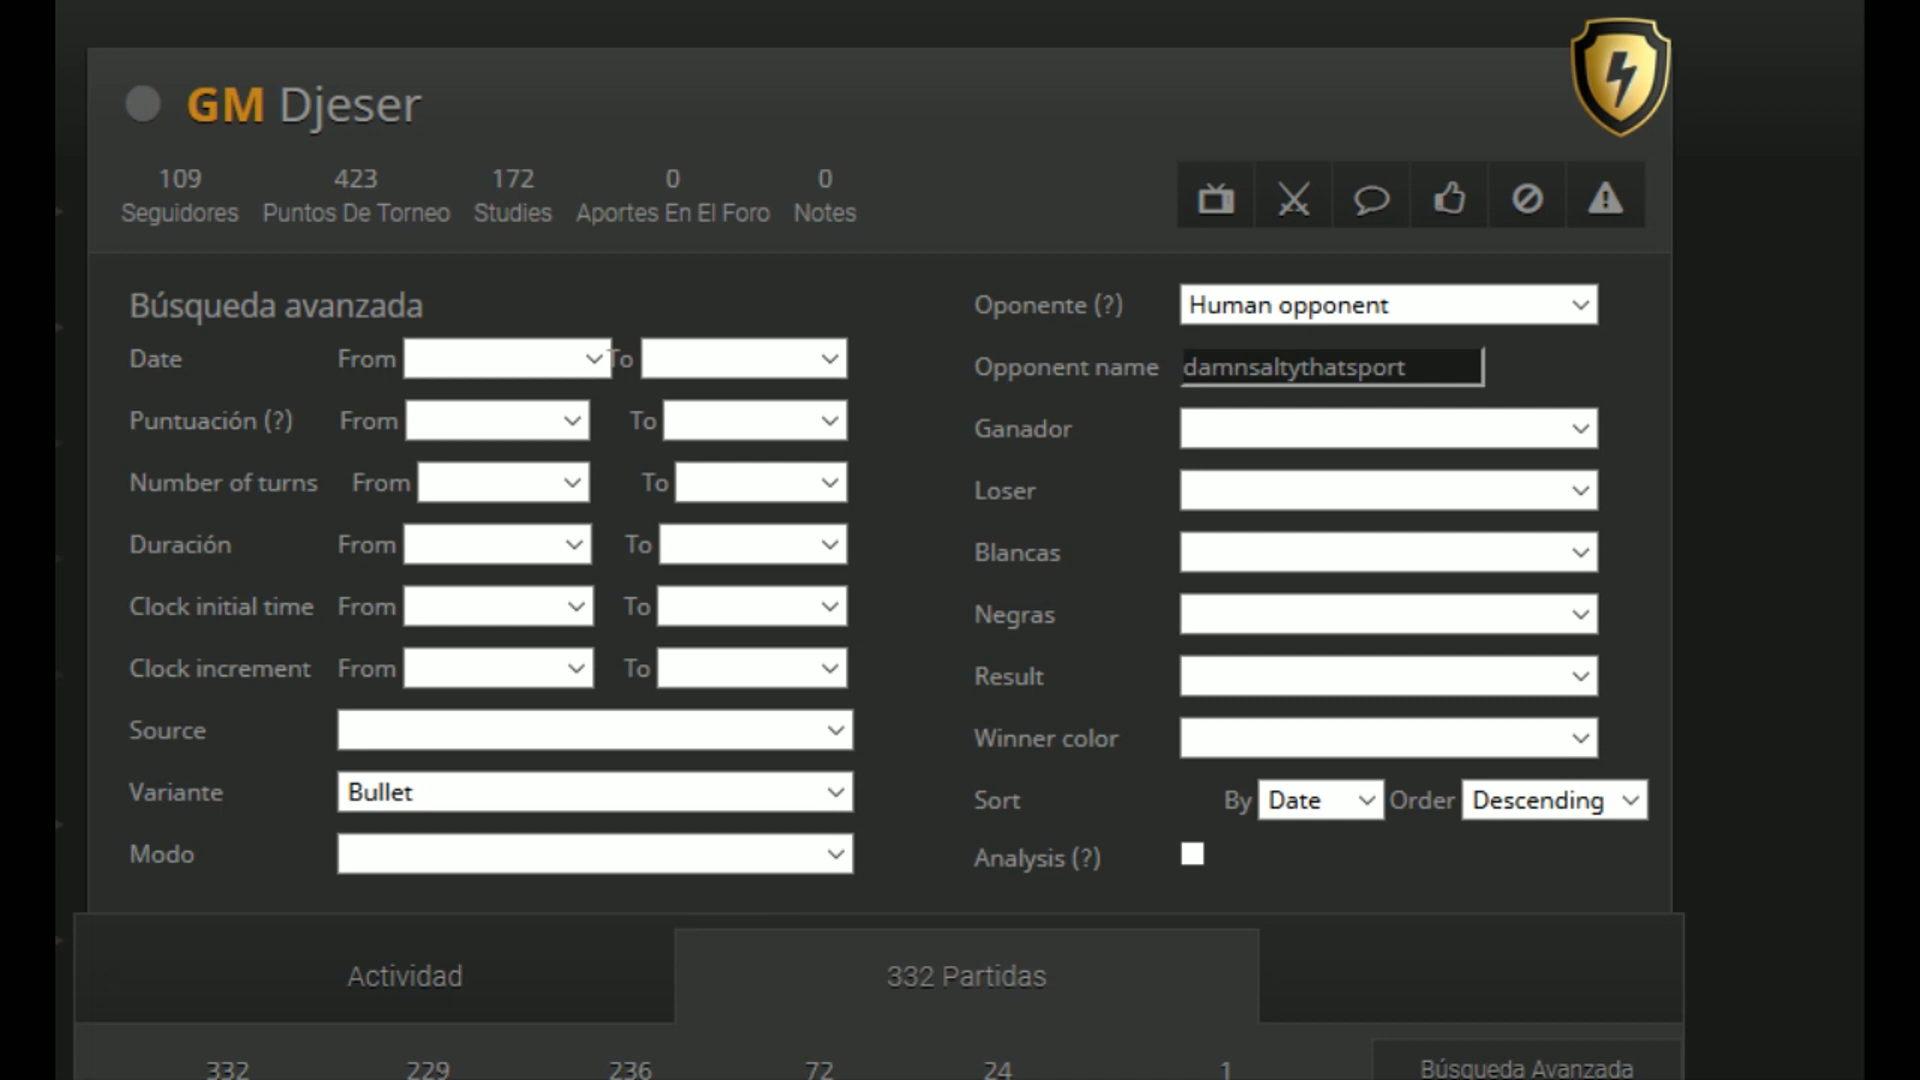 GM Djeser
109 423 172 0 0
Seguidores Puntos De Torneo Studies Aportes En El Foro Notes
Búsqueda avanzada
Date From To
Puntuación (?) From To
Number of turns From To
Duración From To
Clock initial time From To
Clock increment From To
Source
Variante Bullet
Modo
Oponente (?) Human opponent
Opponent name damnsaltythatsport
Ganador
Loser
Blancas
Negras
Result
Winner color
Sort By Date Order Descending
Analysis (?)
Actividad 332 Partidas
332 229 236 72 24 1 Búsqueda Avanzada